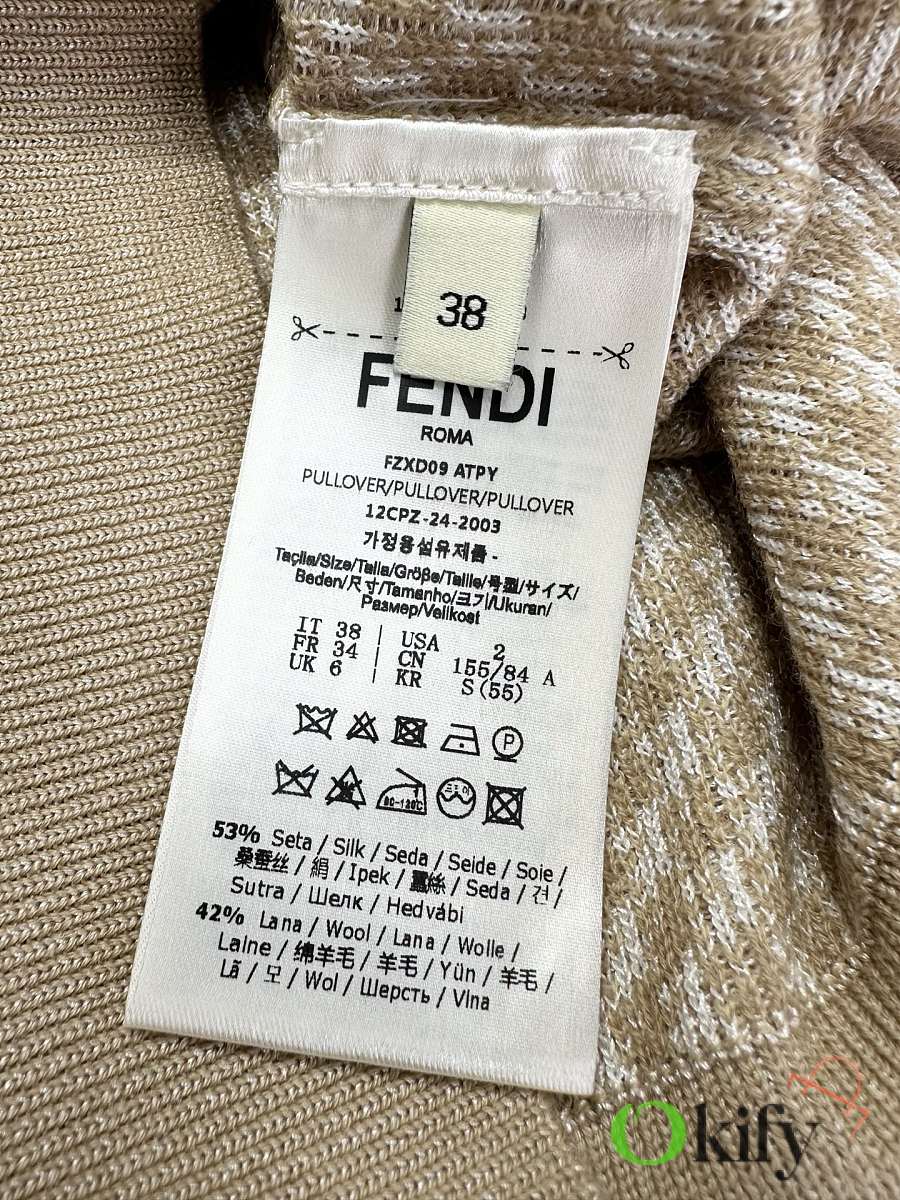 38
FENDI
ROMA
FZXD09 ATPY
PULLOVER/PULLOVER/PULLOVER
12CPZ-24-2003
가정용섬유제품 -
Taçlia/Size/Talla/Größe/Taille/号型/サイズ/
Beden/尺寸/Tamanho/크기/Ukuran/
Размер/Velikost
IT 38 | USA 2
FR 34 | CN 155/84 A
UK 6 | KR S(55)
P
80-120℃
53% Seta / Silk / Seda / Seide / Soie /
桑蚕丝 / 絹 / Ipek / 蠶絲 / Seda / 견 /
Sutra / Шелк / Hedvábi
42% Lana / Wool / Lana / Wolle /
Laine / 绵羊毛 / 羊毛 / Yün / 羊毛 /
Lã / 모 / Wol / Шерсть / Vlna
Okify